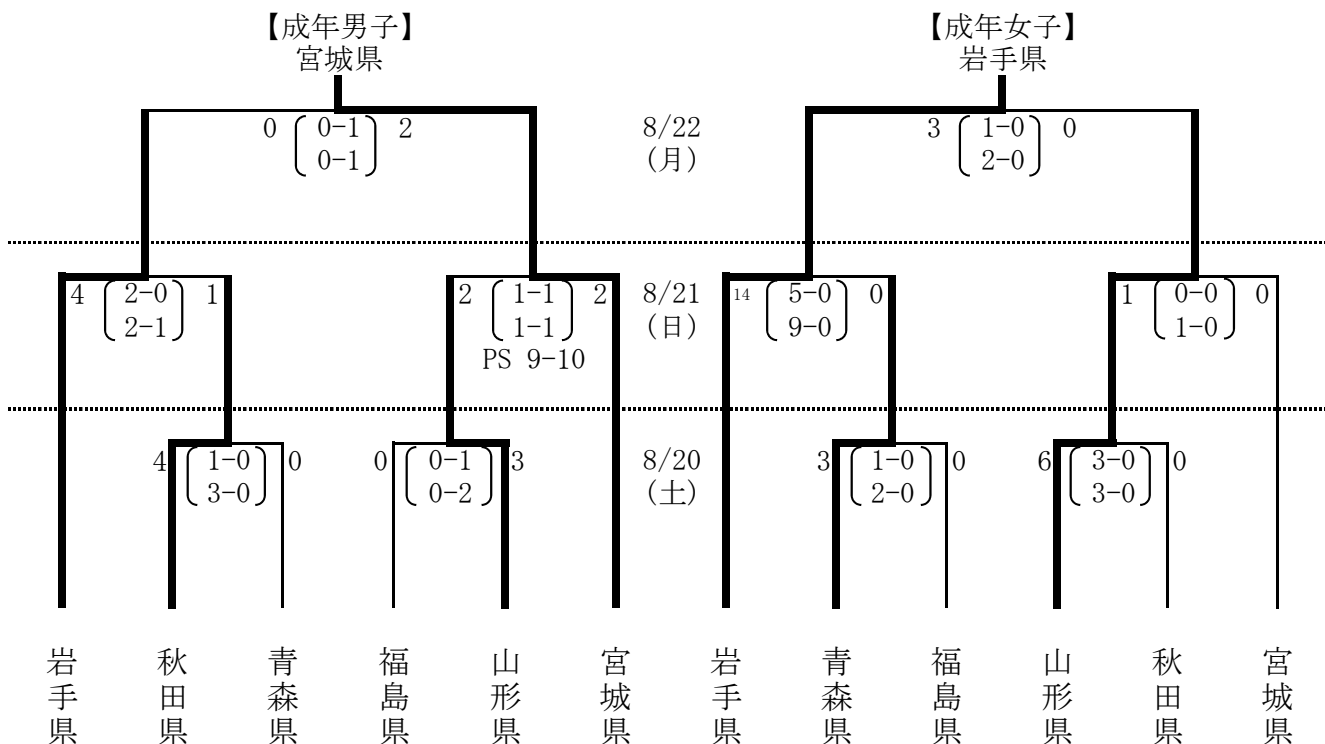 【成年男子】 【成年女子】
宮城県 岩手県
0 0-1 2 8/22 3 1-0 0
0-1 (月) 2-0
4 2-0 1 2 1-1 2 8/21 14 5-0 0 1 0-0 0
2-1 1-1 (日) 9-0 1-0
PS 9-10
4 1-0 0 0 0-1 3 8/20 3 1-0 0 6 3-0 0
3-0 0-2 (土) 2-0 3-0
岩手県 秋田県 青森県 福島県 山形県 宮城県 岩手県 青森県 福島県 山形県 秋田県 宮城県